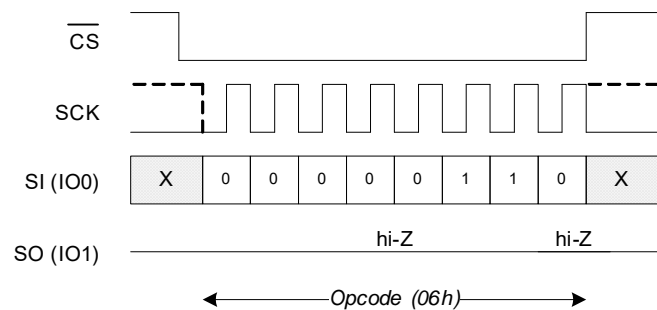 CS
SCK
SI (IO0) X 0 0 0 0 0 1 1 0 X
hi-Z hi-Z
SO (IO1)
Opcode (06h)